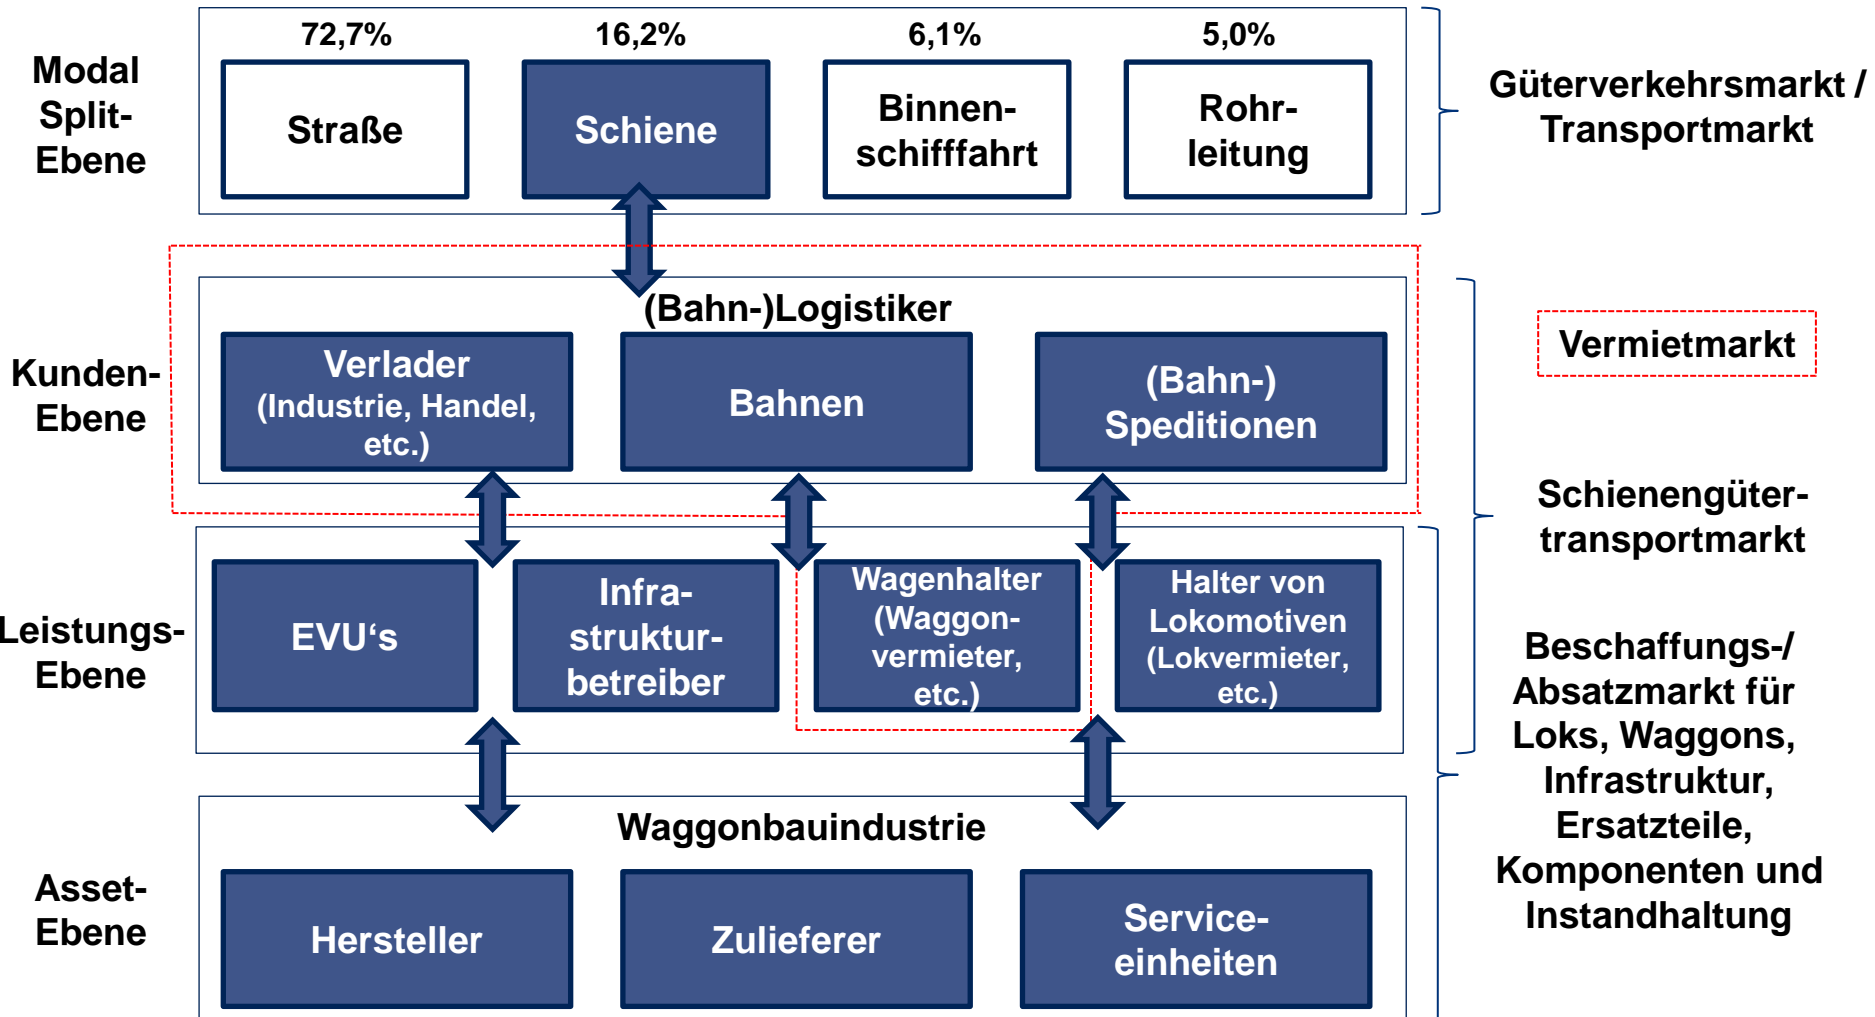 72,7%
16,2%
6,1%
5,0%
Modal
Split-
Ebene
Straße
Schiene
Binnen-
schifffahrt
Rohr-
leitung
Güterverkehrsmarkt /
Transportmarkt
(Bahn-)Logistiker
Kunden-
Ebene
Verlader
(Industrie, Handel,
etc.)
Bahnen
(Bahn-)
Speditionen
Vermietmarkt
Schienengüter-
transportmarkt
Leistungs-
Ebene
EVU‘s
Infra-
struktur-
betreiber
Wagenhalter
(Waggon-
vermieter,
etc.)
Halter von
Lokomotiven
(Lokvermieter,
etc.)
Beschaffungs-/
Absatzmarkt für
Loks, Waggons,
Infrastruktur,
Ersatzteile,
Komponenten und
Instandhaltung
Waggonbauindustrie
Asset-
Ebene
Hersteller
Zulieferer
Service-
einheiten